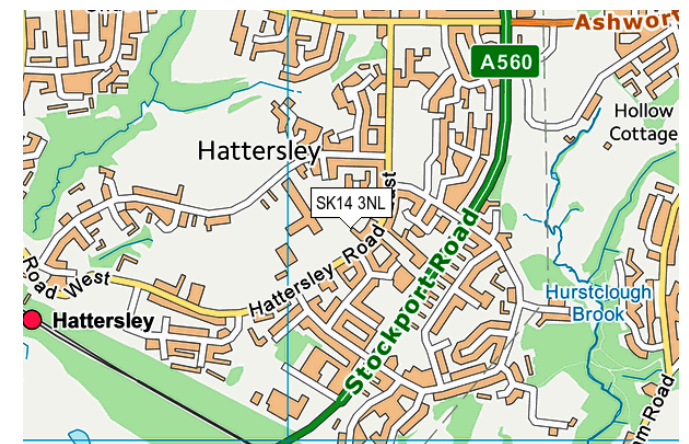 Ashwor
A560
Hollow
Cottage
Hattersley
SK14 3NL
Hattersley Road
Stockport Road
Road West
Hattersley
Hurstclough
Brook
Road